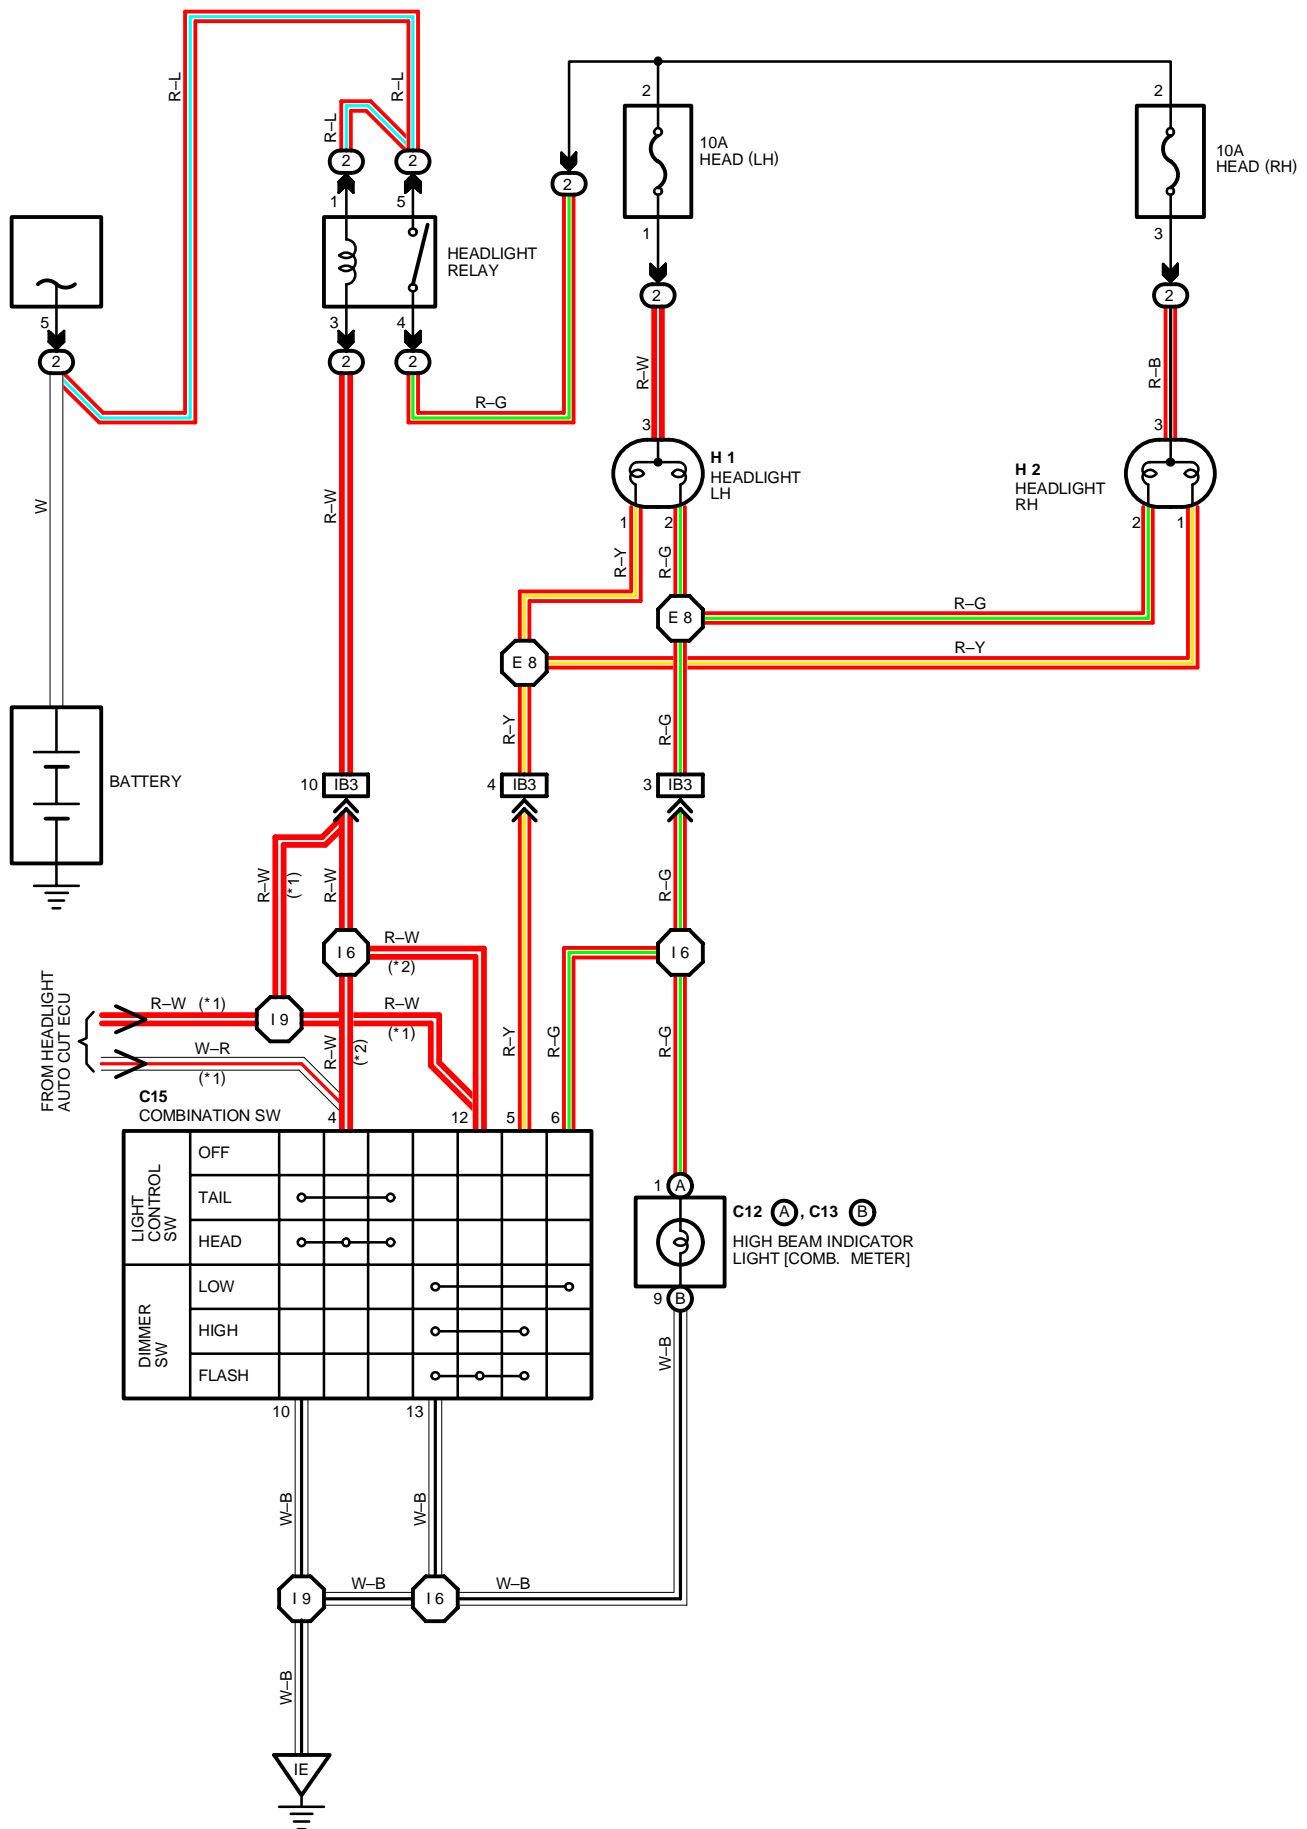 R–L
R–L
R–L
2
2
1
5
HEADLIGHT
RELAY
3
4
2
2
2
2
10A
HEAD (LH)
1
2
2
10A
HEAD (RH)
3
2
5
2
R–G
R–W
R–B
W
R–W
3
H 1
HEADLIGHT
LH
1
2
3
H 2
HEADLIGHT
RH
2
1
R–Y
R–G
E 8
R–G
E 8
R–Y
R–Y
R–G
BATTERY
10
IB3
4
IB3
3
IB3
R–W
(*1)
R–W
R–G
I 6
R–W
(*2)
I 6
FROM HEADLIGHT
AUTO CUT ECU
R–W (*1)
I 9
R–W
(*1)
W–R
(*1)
R–W
(*2)
R–Y
R–G
R–G
C15
COMBINATION SW
4
12
5
6
LIGHT
CONTROL
SW
OFF
TAIL
HEAD
DIMMER
SW
LOW
HIGH
FLASH
1
A
C12 A , C13 B
HIGH BEAM INDICATOR
LIGHT [COMB. METER]
9
B
10
13
W–B
W–B
W–B
I 9
W–B
I 6
W–B
W–B
IE